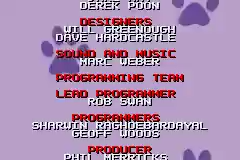 DEREK POON
DESIGNERS
WILL GREENOUGH
DAVE HARDCASTLE
SOUND AND MUSIC
MARC WEBER
PROGRAMMING TEAM
LEAD PROGRAMMER
ROB SWAN
PROGRAMMERS
SHARWIN RAGHOEBARDAYAL
GEOFF WOODS
PRODUCER
PHIL MERRICKS